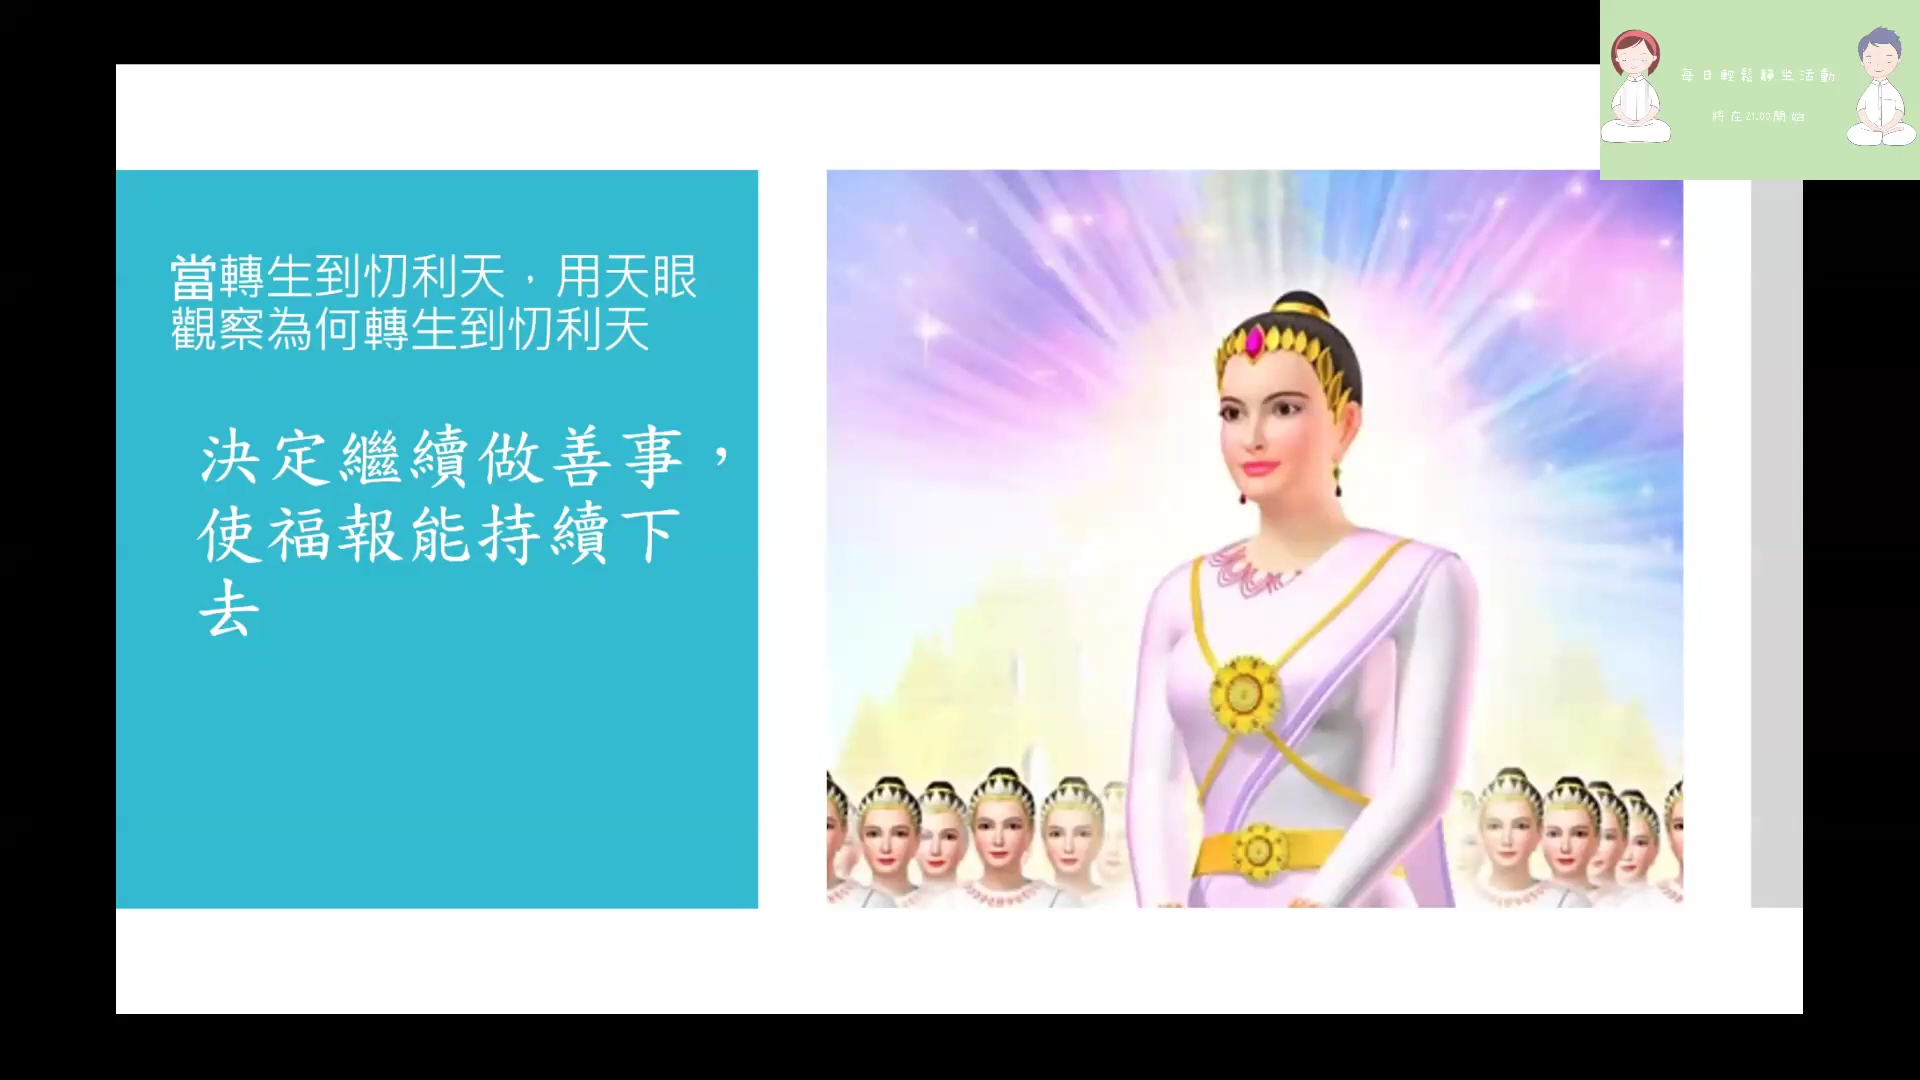 當轉生到忉利天，用天眼
觀察為何轉生到忉利天
決定繼續做善事，
使福報能持續下
去
每日輕鬆靜坐活動
將在21.00開始